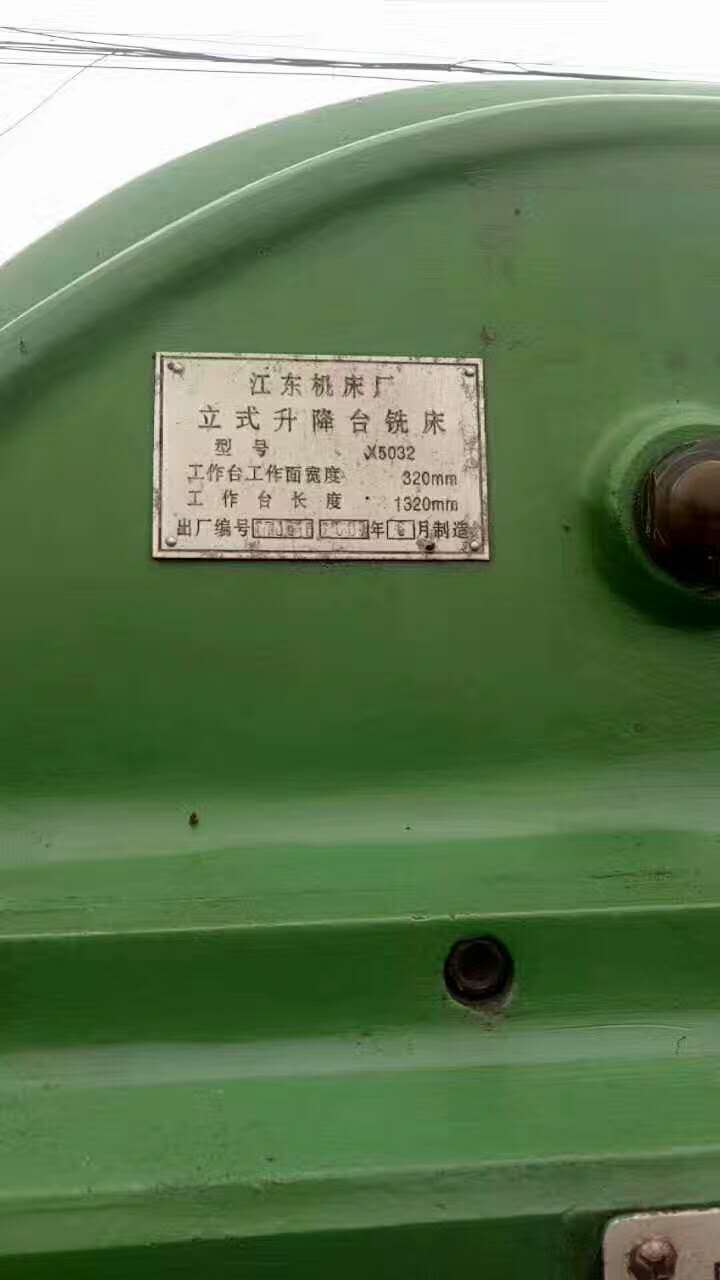 江东机床厂
立式升降台铣床
型号 X5032
工作台工作面宽度 320mm
工作台长度 1320mm
出厂编号 年 月制造